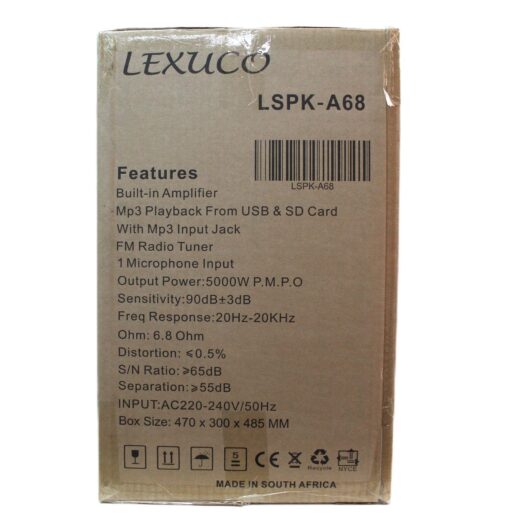 LEXUCO
LSPK-A68
LSPK-A68
Features
Built-in Amplifier
Mp3 Playback From USB & SD Card
With Mp3 Input Jack
FM Radio Tuner
1 Microphone Input
Output Power:5000W P.M.P.O
Sensitivity:90dB±3dB
Freq Response:20Hz-20KHz
Ohm: 6.8 Ohm
Distortion: ⩽0.5%
S/N Ratio: ⩾65dB
Separation: ⩾55dB
INPUT:AC220-240V/50Hz
Box Size: 470 x 300 x 485 MM
5
CE
Recycle
NYCE
MADE IN SOUTH AFRICA